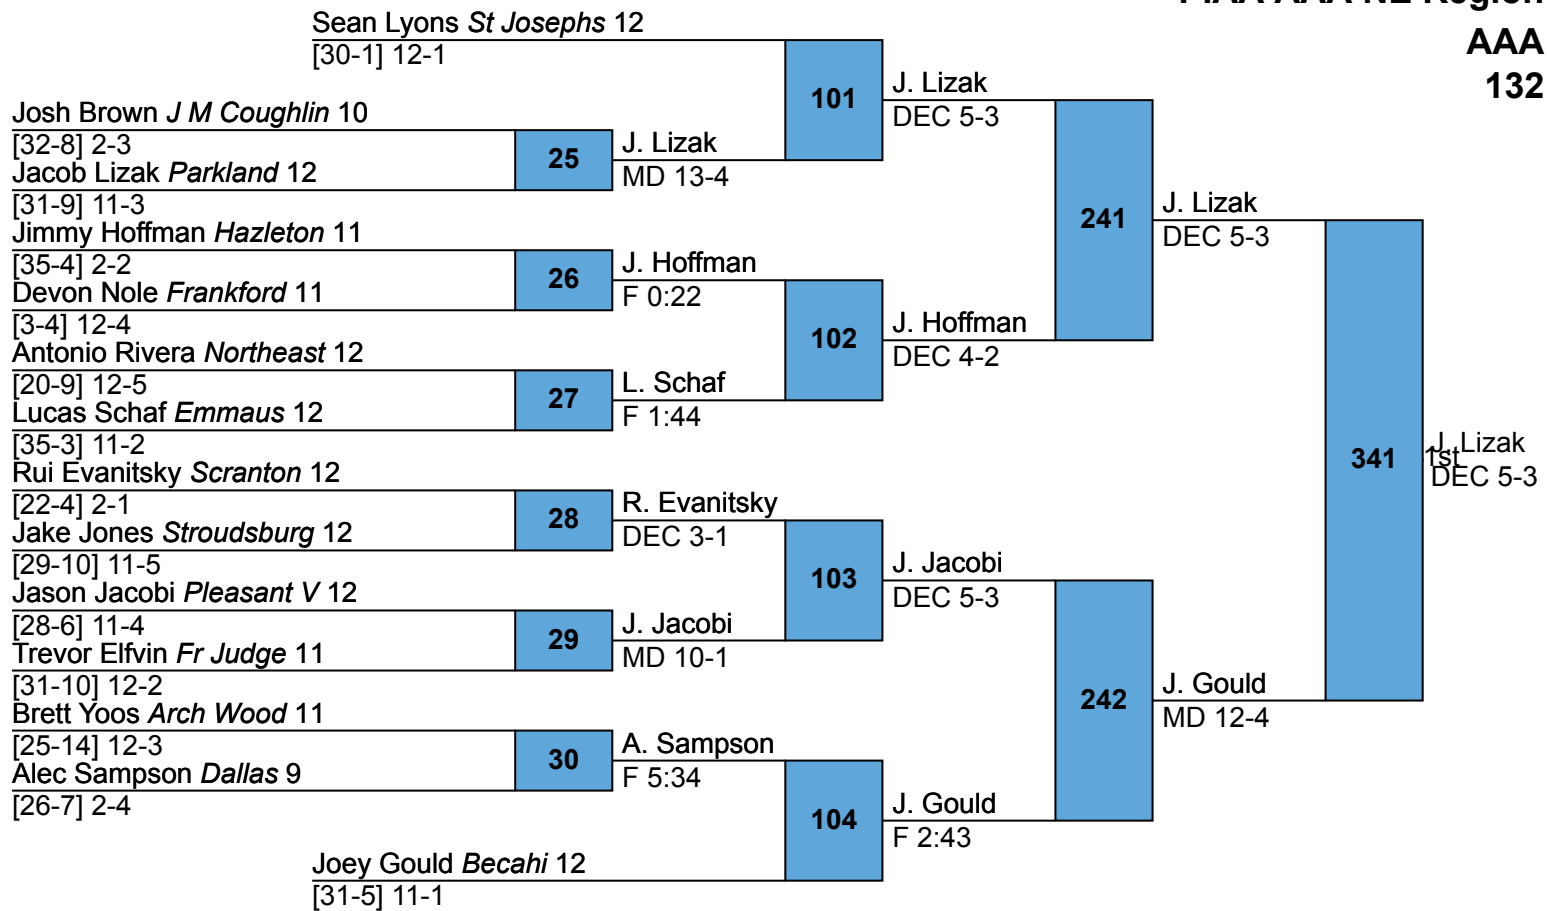 PIAA AAA NE Region
AAA
132
Sean Lyons St Josephs 12
[30-1] 12-1
Josh Brown J M Coughlin 10
[32-8] 2-3
Jacob Lizak Parkland 12
[31-9] 11-3
Jimmy Hoffman Hazleton 11
[35-4] 2-2
Devon Nole Frankford 11
[3-4] 12-4
Antonio Rivera Northeast 12
[20-9] 12-5
Lucas Schaf Emmaus 12
[35-3] 11-2
Rui Evanitsky Scranton 12
[22-4] 2-1
Jake Jones Stroudsburg 12
[29-10] 11-5
Jason Jacobi Pleasant V 12
[28-6] 11-4
Trevor Elfvin Fr Judge 11
[31-10] 12-2
Brett Yoos Arch Wood 11
[25-14] 12-3
Alec Sampson Dallas 9
[26-7] 2-4
Joey Gould Becahi 12
[31-5] 11-1
25
J. Lizak
MD 13-4
26
J. Hoffman
F 0:22
27
L. Schaf
F 1:44
28
R. Evanitsky
DEC 3-1
29
J. Jacobi
MD 10-1
30
A. Sampson
F 5:34
101
J. Lizak
DEC 5-3
102
J. Hoffman
DEC 4-2
103
J. Jacobi
DEC 5-3
104
J. Gould
F 2:43
241
J. Lizak
DEC 5-3
242
J. Gould
MD 12-4
341
J. Lizak
1st
DEC 5-3